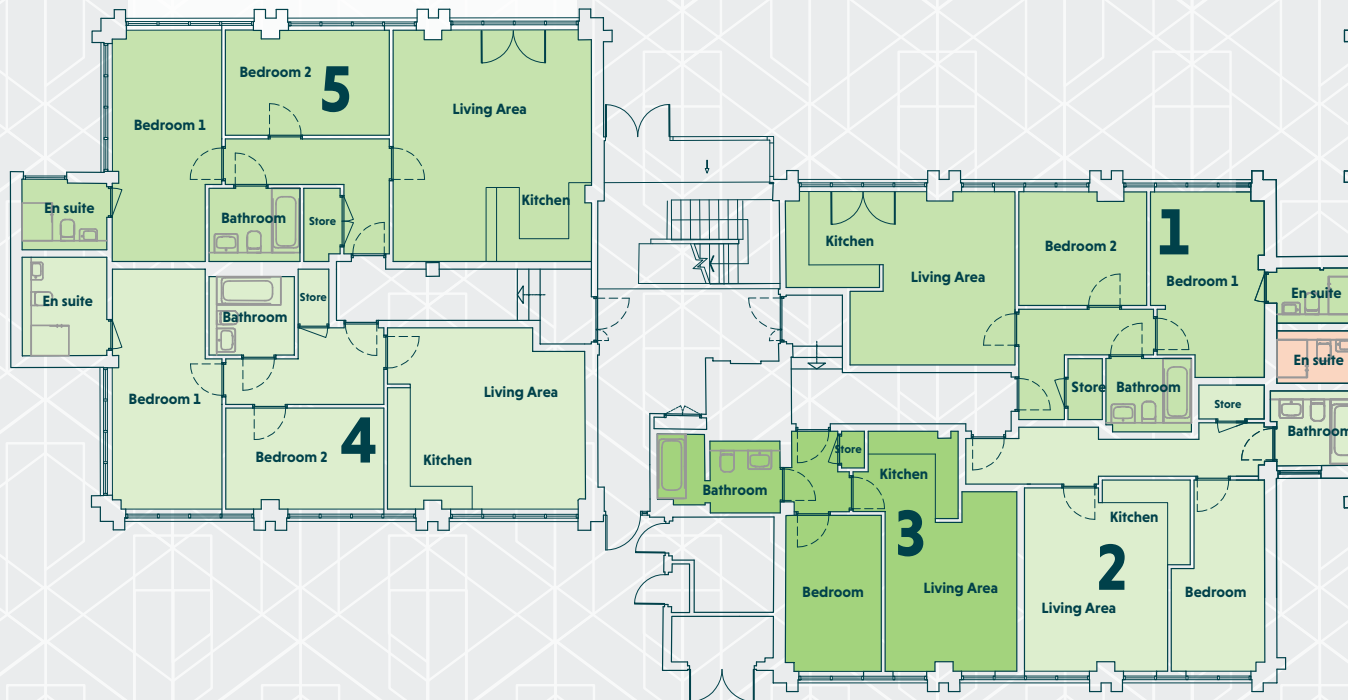 Bedroom 2
5
Living Area
Bedroom 1
En suite
Bathroom
Store
Kitchen
En suite
Bathroom
Store
Bedroom 1
Living Area
Bedroom 2
4
Kitchen
Kitchen
Living Area
Bedroom 2
1
Bedroom 1
En suite
En suite
Store
Bathroom
Store
Bathroom
Store
Kitchen
Bathroom
3
Bedroom
Living Area
Kitchen
2
Living Area
Bedroom